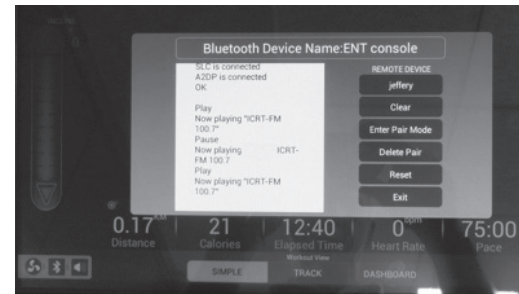 Bluetooth Device Name:ENT console
SLC is connected
A2DP is connected
OK
Play
Now playing "ICRT-FM
100.7"
Pause
Now playing ICRT-
FM 100.7
Play
Now playing "ICRT-FM
100.7"
REMOTE DEVICE
jeffery
Clear
Enter Pair Mode
Delete Pair
Reset
Exit
0.17 KM
Distance
21
Calories
12:40
Elapsed Time
0 bpm
Heart Rate
75:00
Pace
Workout View
SIMPLE
TRACK
DASHBOARD